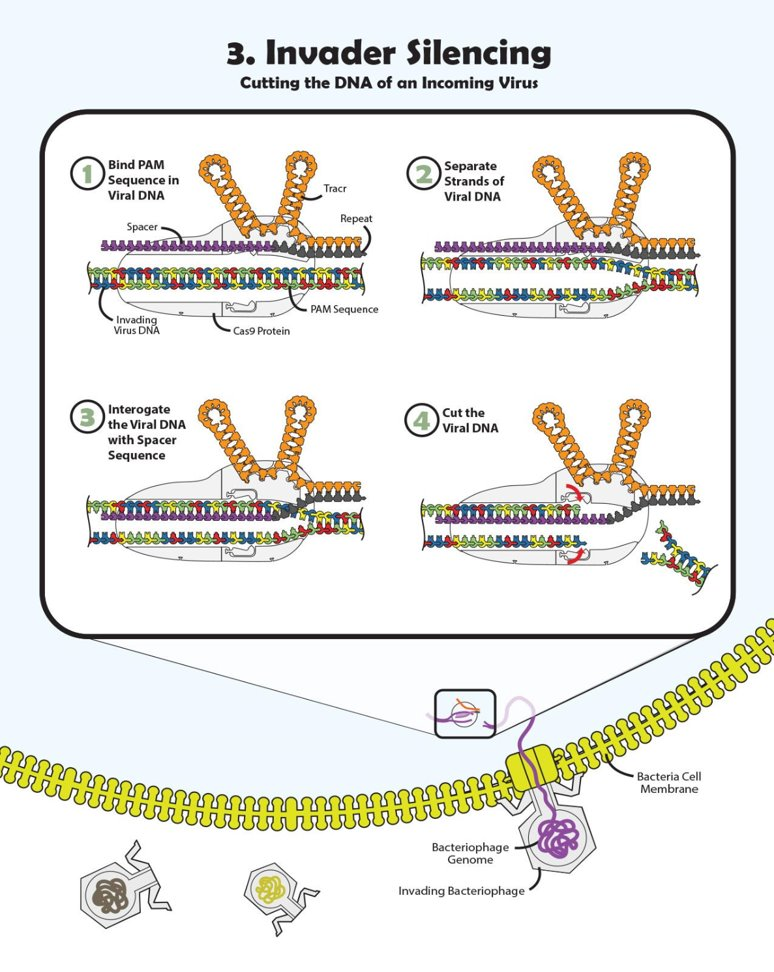 3. Invader Silencing
Cutting the DNA of an Incoming Virus
1
Bind PAM
Sequence in
Viral DNA
Tracr
Repeat
Spacer
Invading
Virus DNA
Cas9 Protein
PAM Sequence
2
Separate
Strands of
Viral DNA
3
Interogate
the Viral DNA
with Spacer
Sequence
4
Cut the
Viral DNA
Bacteria Cell
Membrane
Bacteriophage
Genome
Invading Bacteriophage